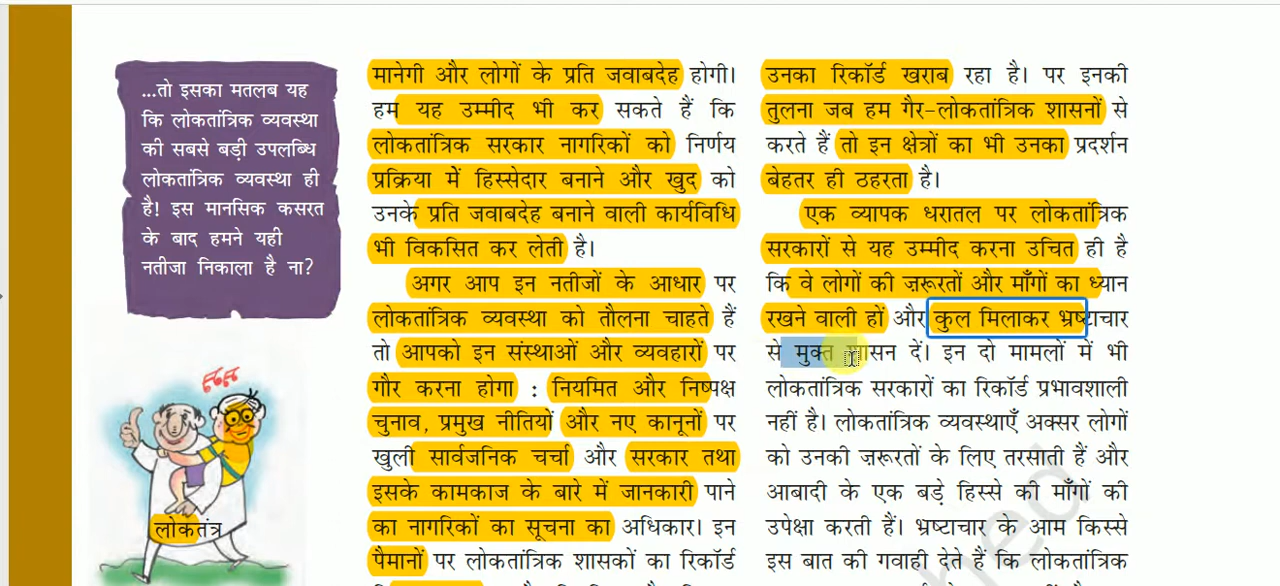 ...तो इसका मतलब यह
कि लोकतांत्रिक व्यवस्था
की सबसे बड़ी उपलब्धि
लोकतांत्रिक व्यवस्था ही
है! इस मानसिक कसरत
के बाद हमने यही
नतीजा निकाला है ना?
लोकतंत्र
मानेगी और लोगों के प्रति जवाबदेह होगी।
हम यह उम्मीद भी कर सकते हैं कि
लोकतांत्रिक सरकार नागरिकों को निर्णय
प्रक्रिया में हिस्सेदार बनाने और खुद को
उनके प्रति जवाबदेह बनाने वाली कार्यविधि
भी विकसित कर लेती है।
अगर आप इन नतीजों के आधार पर
लोकतांत्रिक व्यवस्था को तौलना चाहते हैं
तो आपको इन संस्थाओं और व्यवहारों पर
गौर करना होगा : नियमित और निष्पक्ष
चुनाव, प्रमुख नीतियों और नए कानूनों पर
खुली सार्वजनिक चर्चा और सरकार तथा
इसके कामकाज के बारे में जानकारी पाने
का नागरिकों का सूचना का अधिकार। इन
पैमानों पर लोकतांत्रिक शासकों का रिकॉर्ड
उनका रिकॉर्ड खराब रहा है। पर इनकी
तुलना जब हम गैर-लोकतांत्रिक शासनों से
करते हैं तो इन क्षेत्रों का भी उनका प्रदर्शन
बेहतर ही ठहरता है।
एक व्यापक धरातल पर लोकतांत्रिक
सरकारों से यह उम्मीद करना उचित ही है
कि वे लोगों की ज़रूरतों और माँगों का ध्यान
रखने वाली हों और कुल मिलाकर भ्रष्टाचार
से मुक्त शासन दें। इन दो मामलों में भी
लोकतांत्रिक सरकारों का रिकॉर्ड प्रभावशाली
नहीं है। लोकतांत्रिक व्यवस्थाएँ अक्सर लोगों
को उनकी ज़रूरतों के लिए तरसाती हैं और
आबादी के एक बड़े हिस्से की माँगों की
उपेक्षा करती हैं। भ्रष्टाचार के आम किस्से
इस बात की गवाही देते हैं कि लोकतांत्रिक